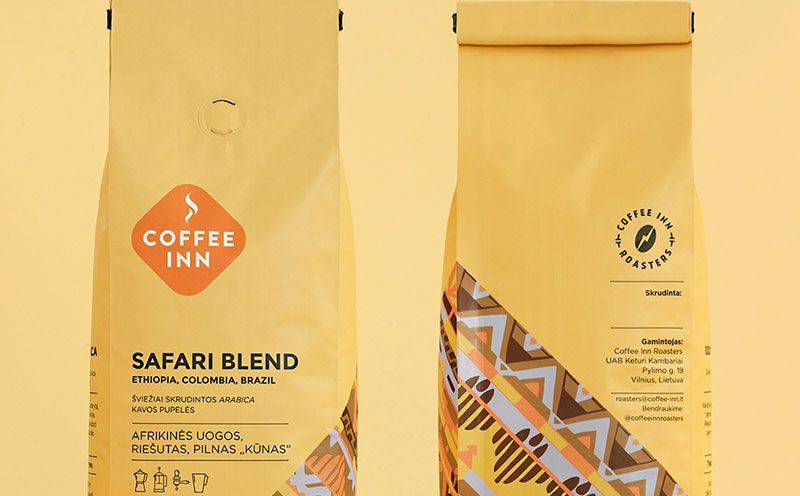 COFFEE
INN
SAFARI BLEND
ETHIOPIA, COLOMBIA, BRAZIL
ŠVIEŽIAI SKRUDINTOS ARABICA
KAVOS PUPELĖS
AFRIKINĖS UOGOS,
RIEŠUTAS, PILNAS „KŪNAS“
COFFEE INN
ROASTERS
Skrudinta:
Gamintojas:
Coffee Inn Roasters
UAB Keturi Kambariai
Pylimo g. 19
Vilnius, Lietuva
roasters@coffee-inn.lt
Bendraukime:
@coffeeinnroasters